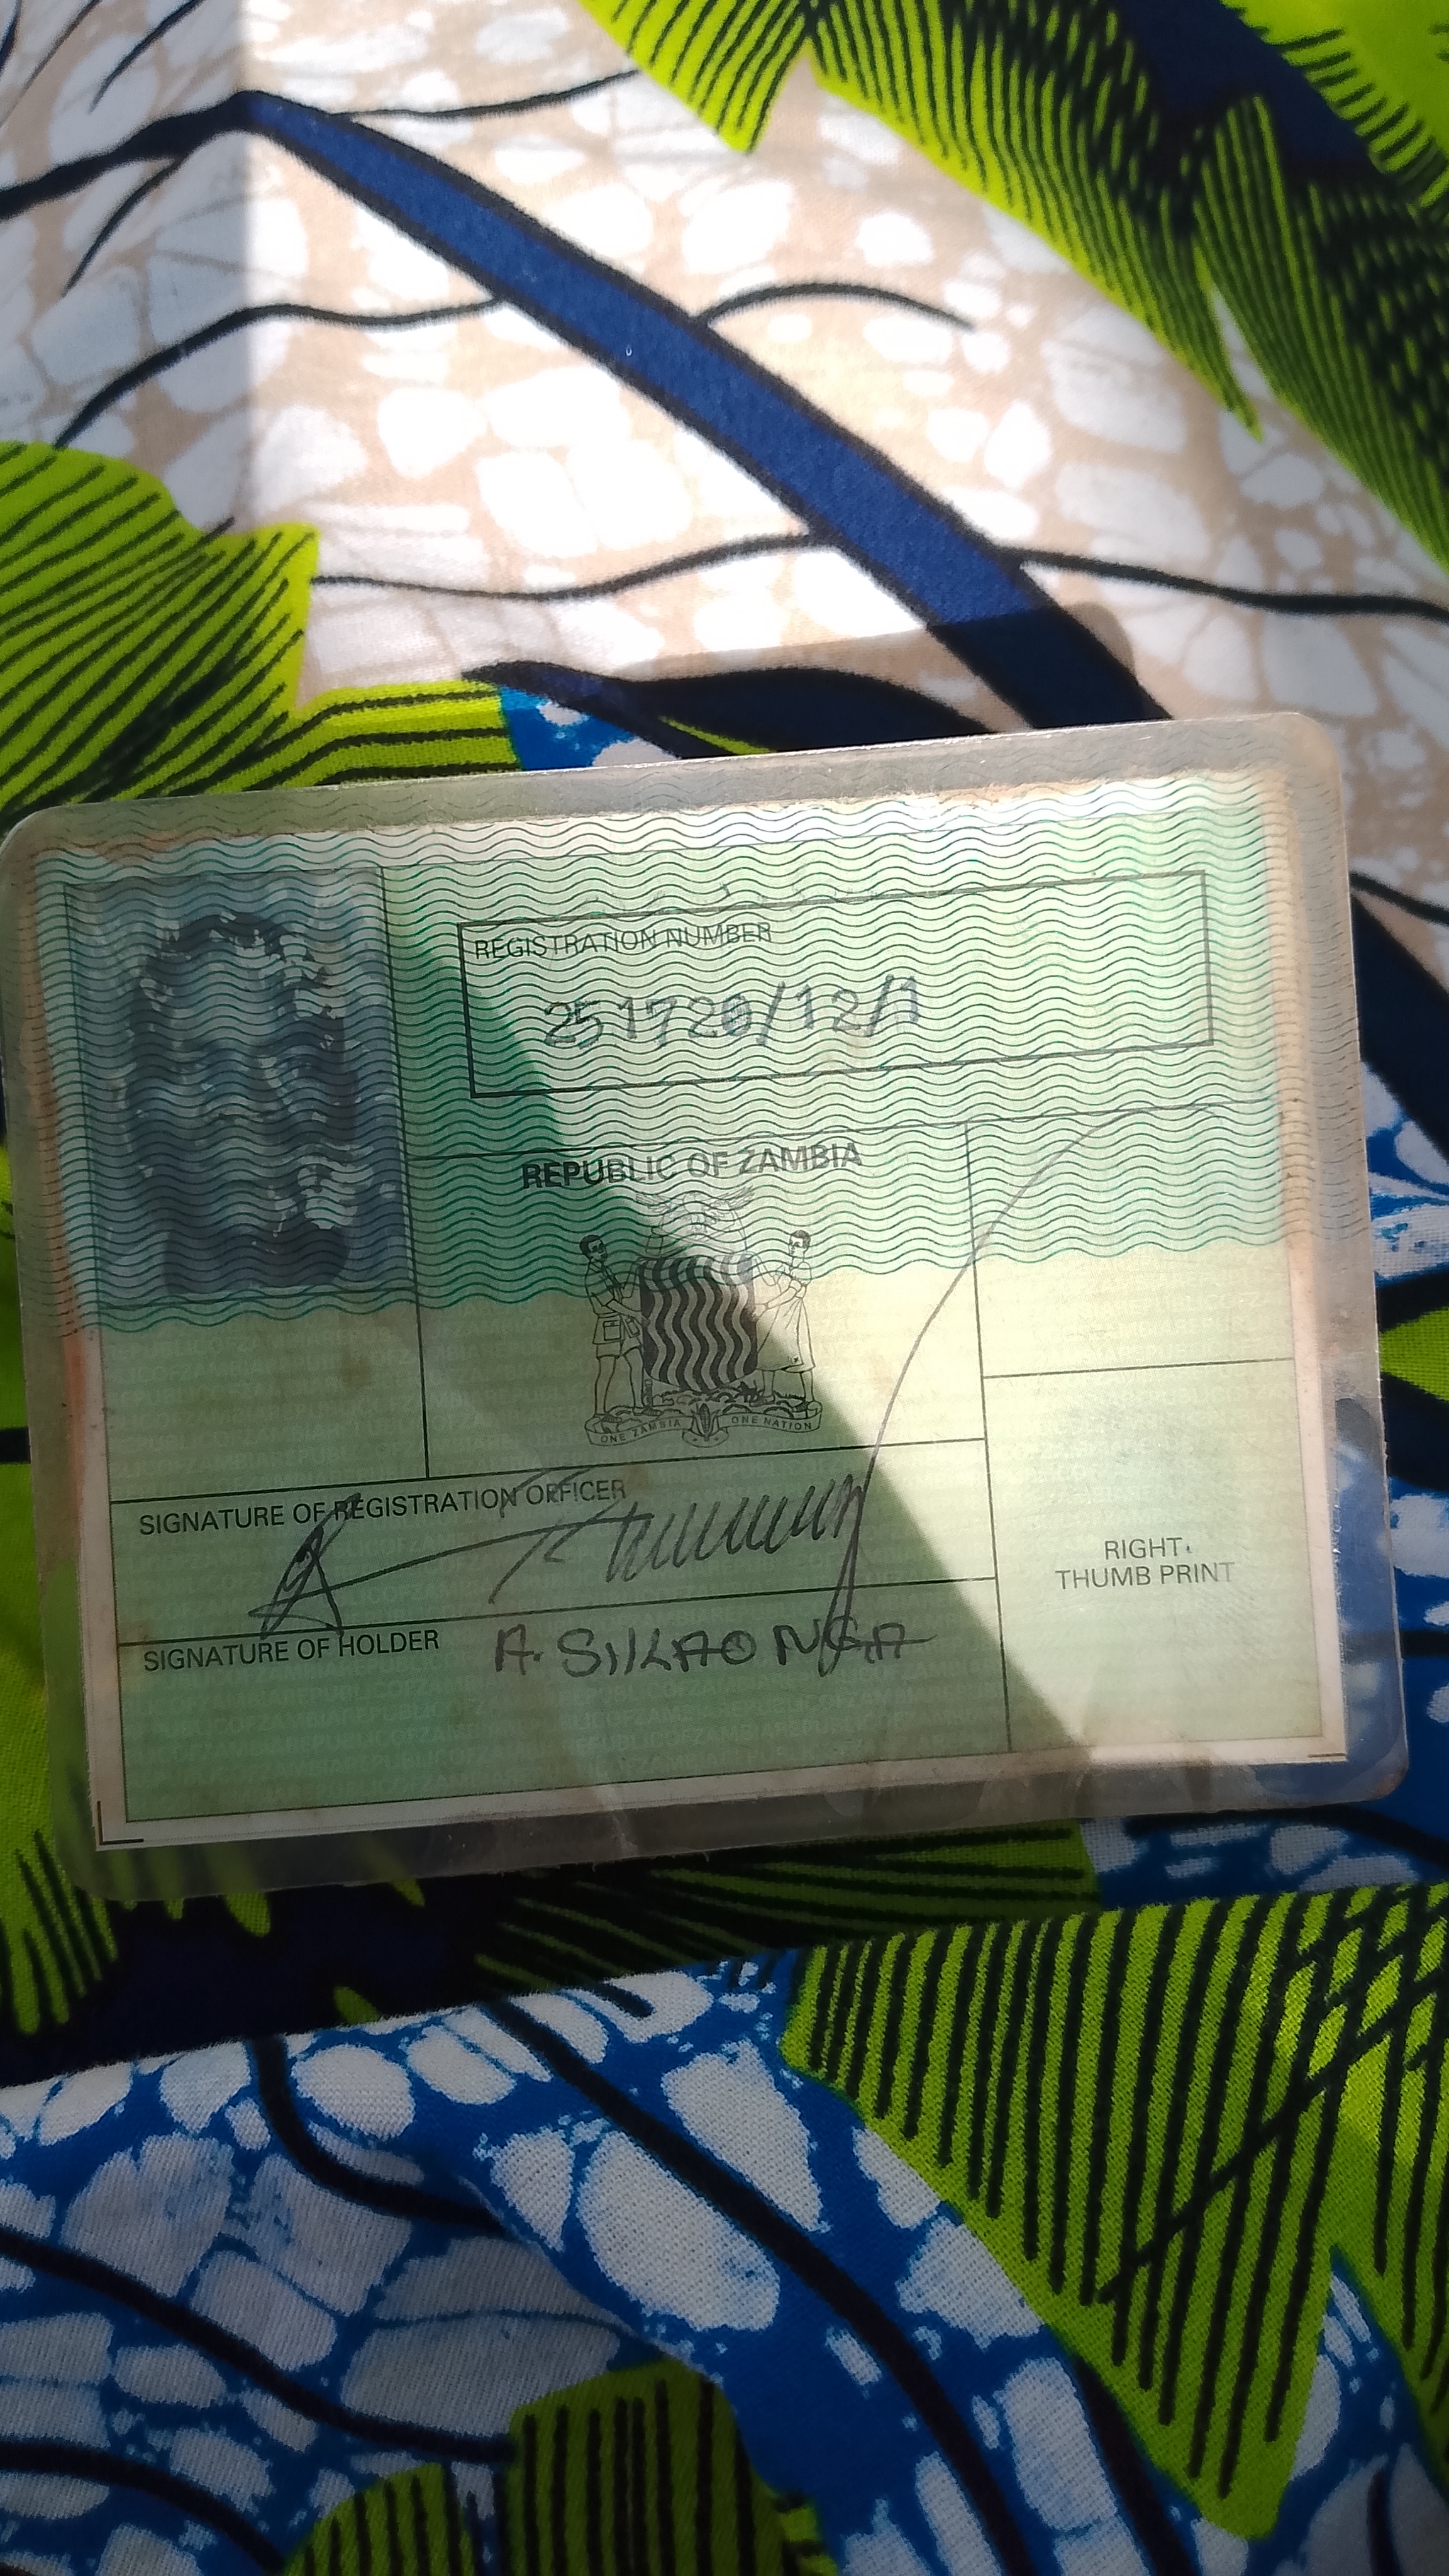 REGISTRATION NUMBER
251720/12/1
REPUBLIC OF ZAMBIA
ONE ZAMBIA ONE NATION
SIGNATURE OF REGISTRATION OFFICER
SIGNATURE OF HOLDER A. SIKAONGA
RIGHT
THUMB PRINT